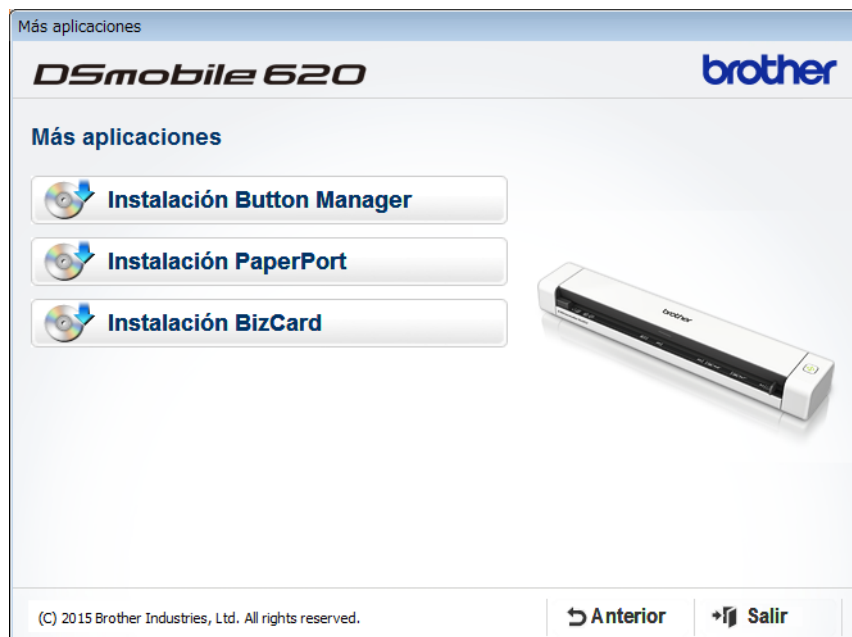 Más aplicaciones
DSmobile 620
brother
Más aplicaciones
Instalación Button Manager
Instalación PaperPort
Instalación BizCard
brother
(C) 2015 Brother Industries, Ltd. All rights reserved.
Anterior
Salir